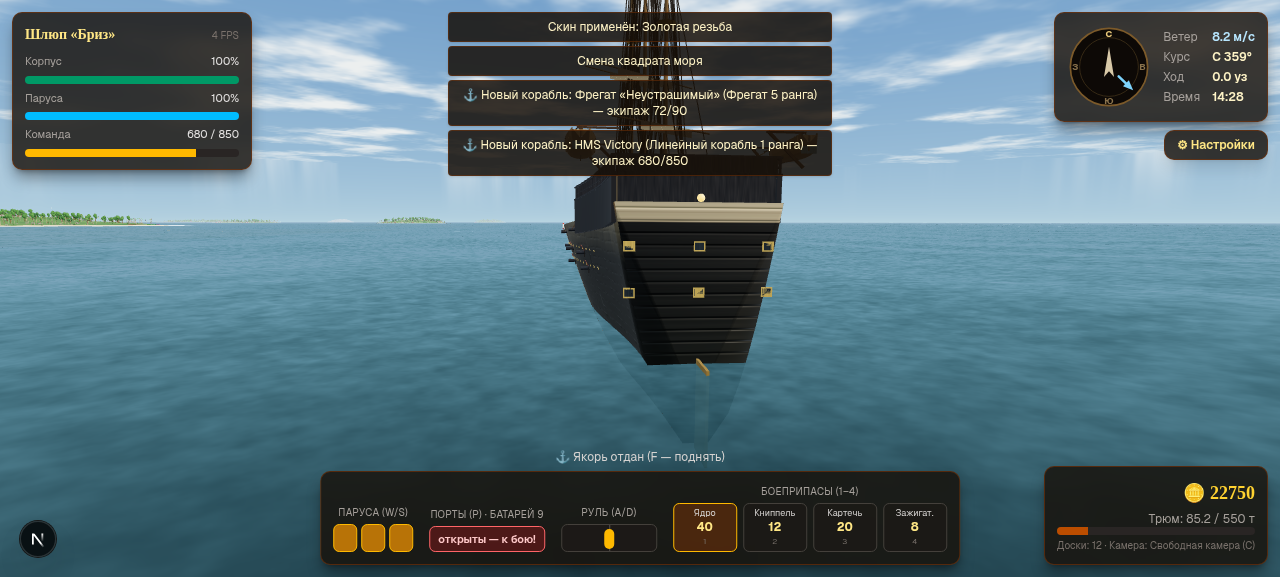 Шлюп «Бриз»
4 FPS
Корпус 100%
Паруса 100%
Команда 680 / 850
Скин применён: Золотая резьба
Смена квадрата моря
⚓ Новый корабль: Фрегат «Неустрашимый» (Фрегат 5 ранга)
— экипаж 72/90
⚓ Новый корабль: HMS Victory (Линейный корабль 1 ранга) —
экипаж 680/850
С
З В
Ю
Ветер 8.2 м/с
Курс С 359°
Ход 0.0 уз
Время 14:28
⚙ Настройки
⚓ Якорь отдан (F — поднять)
ПАРУСА (W/S)
ПОРТЫ (P) · БАТАРЕЙ 9
открыты — к бою!
РУЛЬ (A/D)
БОЕПРИПАСЫ (1–4)
Ядро
40
1
Книппель
12
2
Картечь
20
3
Зажигат.
8
4
22750
Трюм: 85.2 / 550 т
Доски: 12 · Камера: Свободная камера (C)
N